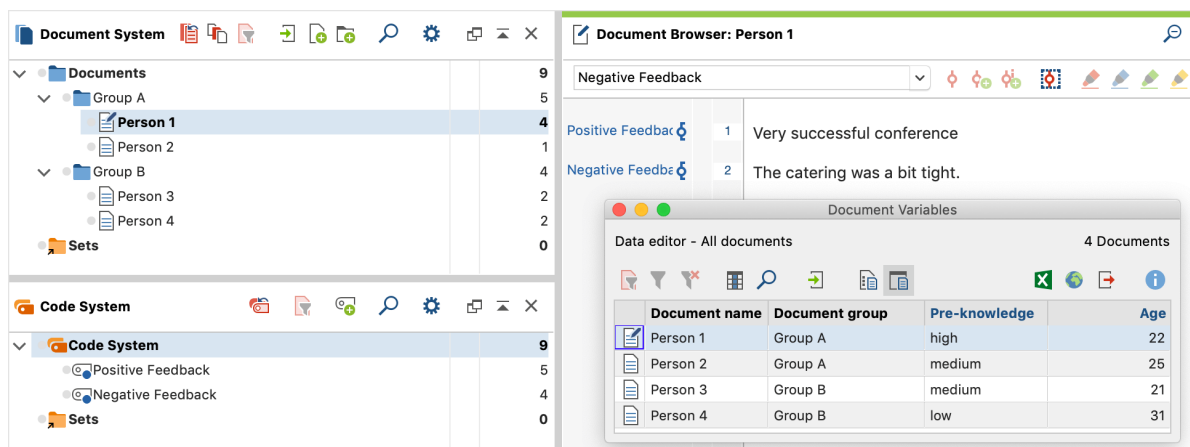 Document System
Documents 9
Group A 5
Person 1 4
Person 2 1
Group B 4
Person 3 2
Person 4 2
Sets 0
Code System
Code System 9
Positive Feedback 5
Negative Feedback 4
Sets 0
Document Browser: Person 1
Negative Feedback
Positive Feedbac 1 Very successful conference
Negative Feedba 2 The catering was a bit tight.
Document Variables
Data editor - All documents 4 Documents
Document name Document group Pre-knowledge Age
Person 1 Group A high 22
Person 2 Group A medium 25
Person 3 Group B medium 21
Person 4 Group B low 31